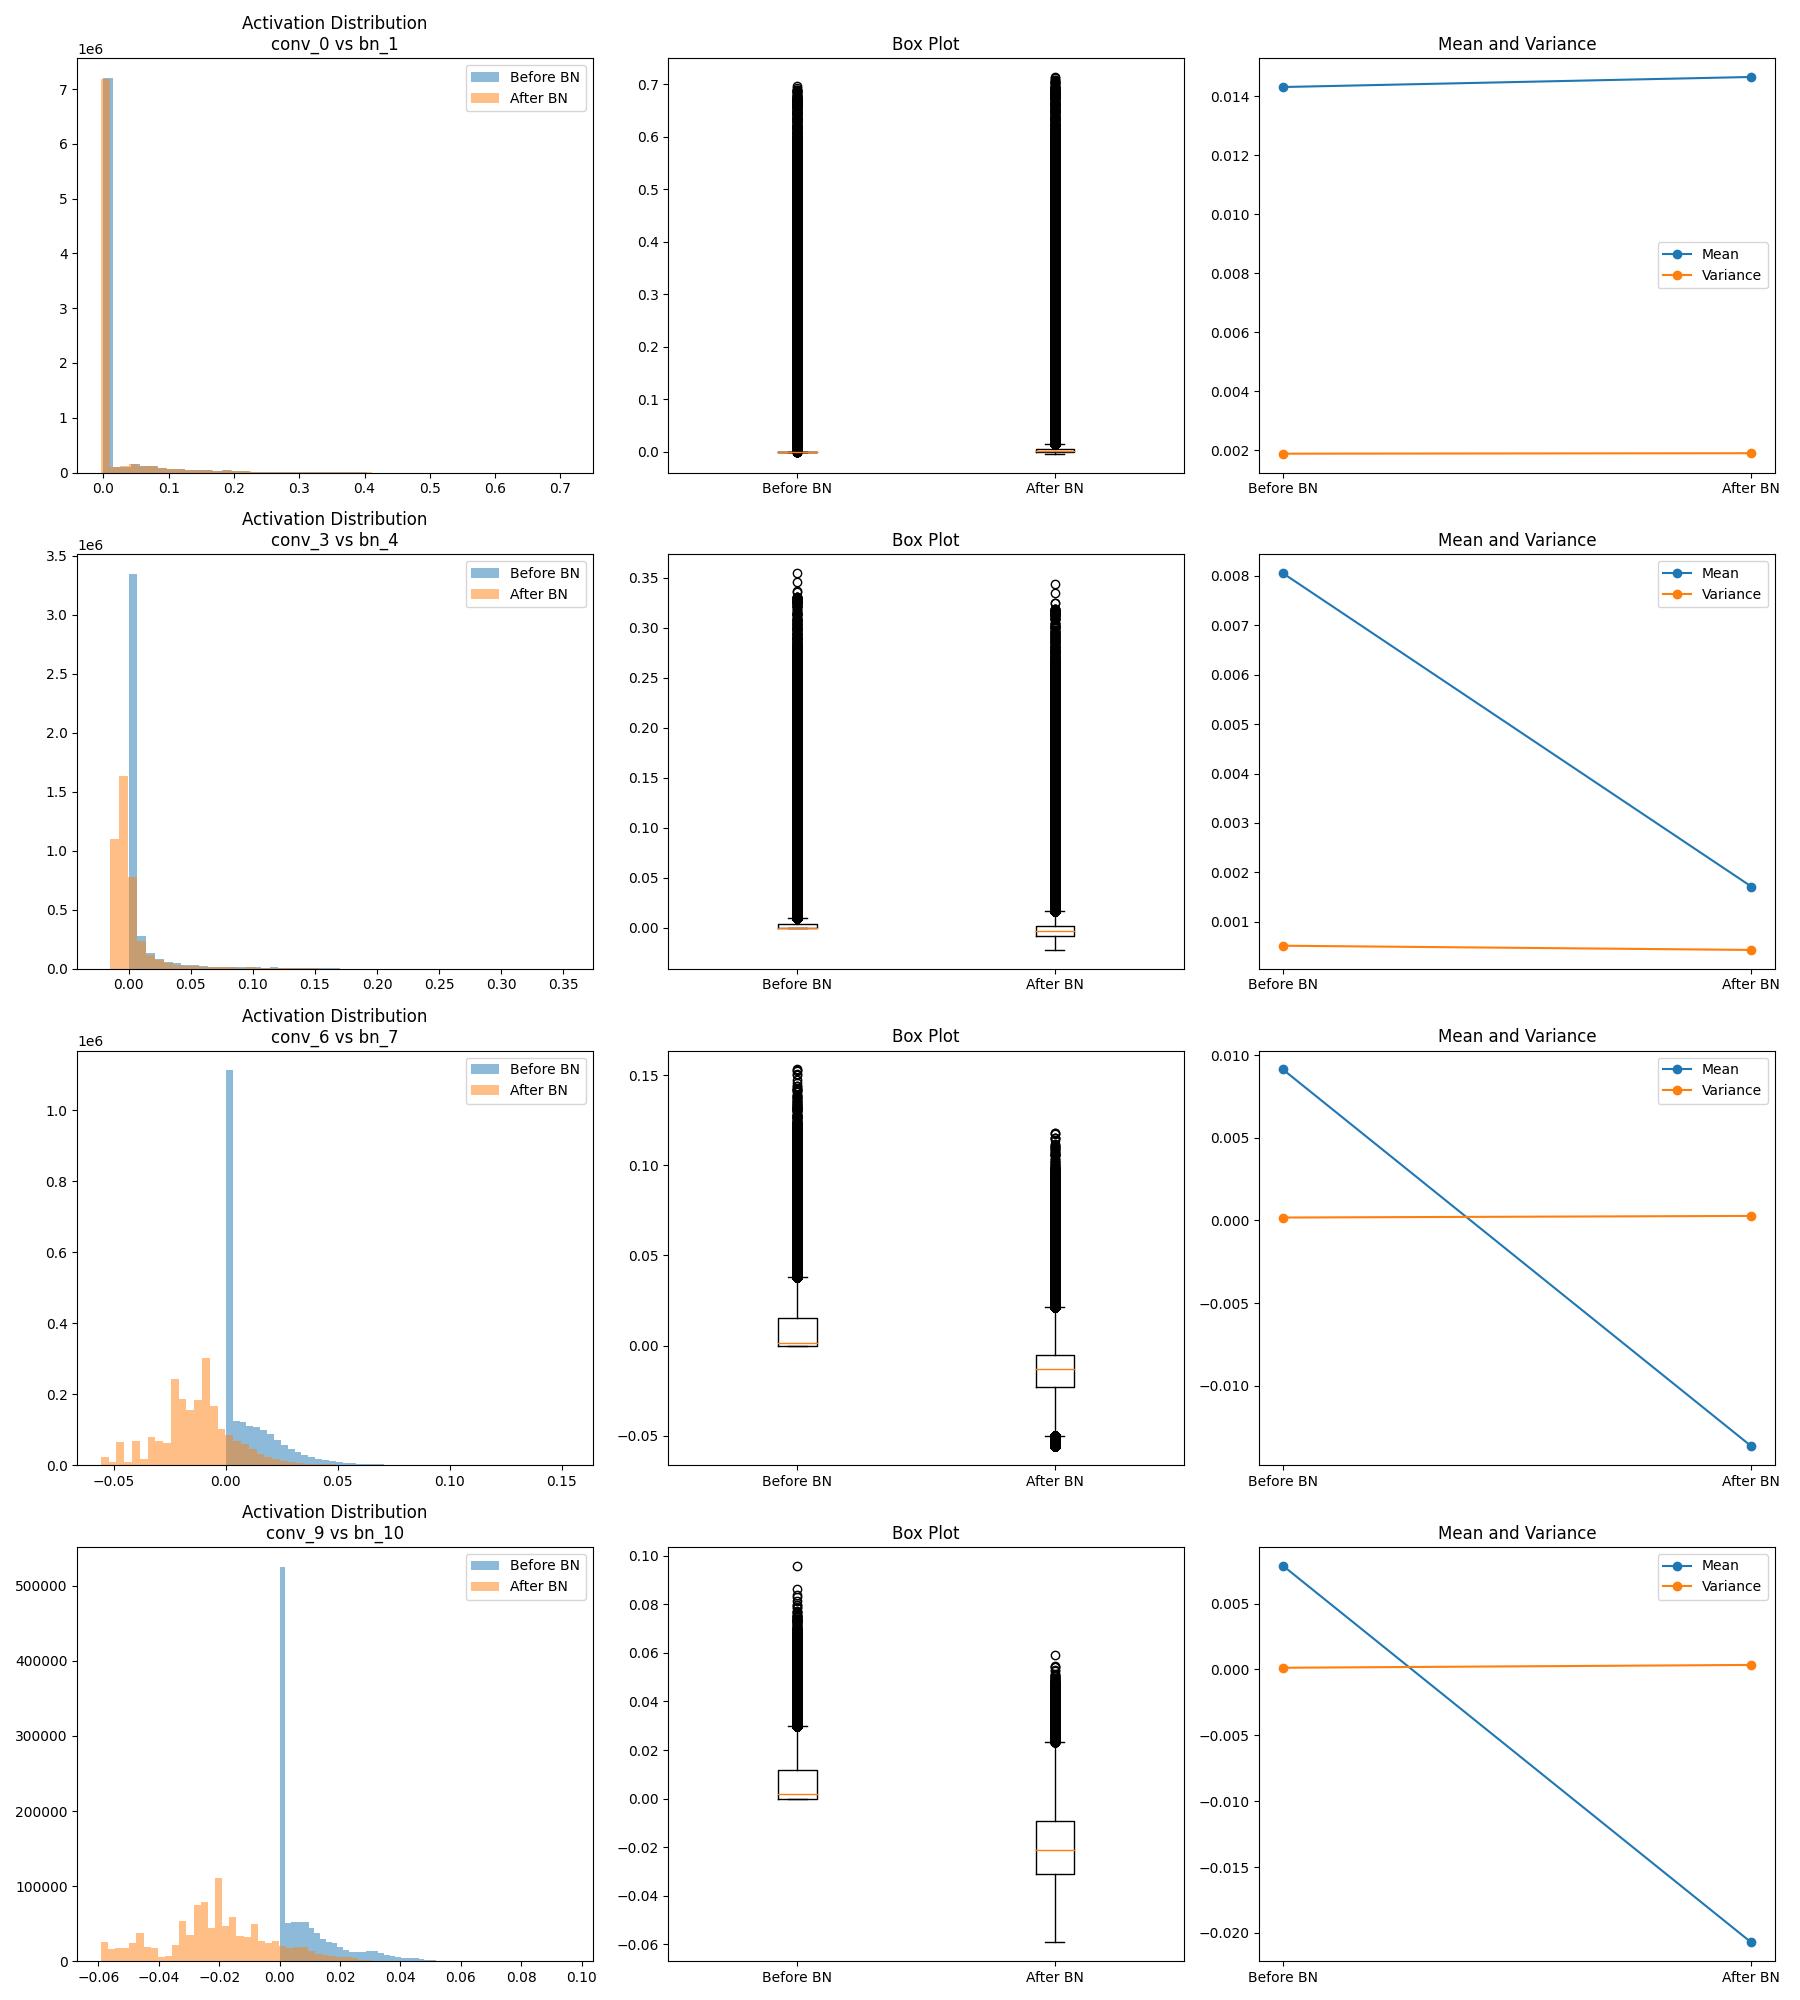 Activation Distribution
conv_0 vs bn_1
1e6
7
6
5
4
3
2
1
0
0.0 0.1 0.2 0.3 0.4 0.5 0.6 0.7
Before BN
After BN
Box Plot
0.7
0.6
0.5
0.4
0.3
0.2
0.1
0.0
Before BN After BN
Mean and Variance
0.014
0.012
0.010
0.008
0.006
0.004
0.002
Mean
Variance
Before BN After BN
Activation Distribution
conv_3 vs bn_4
1e6
3.5
3.0
2.5
2.0
1.5
1.0
0.5
0.0
0.00 0.05 0.10 0.15 0.20 0.25 0.30 0.35
Before BN
After BN
Box Plot
0.35
0.30
0.25
0.20
0.15
0.10
0.05
0.00
Before BN After BN
Mean and Variance
0.008
0.007
0.006
0.005
0.004
0.003
0.002
0.001
Mean
Variance
Before BN After BN
Activation Distribution
conv_6 vs bn_7
1e6
1.0
0.8
0.6
0.4
0.2
0.0
−0.05 0.00 0.05 0.10 0.15
Before BN
After BN
Box Plot
0.15
0.10
0.05
0.00
−0.05
Before BN After BN
Mean and Variance
0.010
0.005
0.000
−0.005
−0.010
Mean
Variance
Before BN After BN
Activation Distribution
conv_9 vs bn_10
500000
400000
300000
200000
100000
0
−0.06 −0.04 −0.02 0.00 0.02 0.04 0.06 0.08 0.10
Before BN
After BN
Box Plot
0.10
0.08
0.06
0.04
0.02
0.00
−0.02
−0.04
−0.06
Before BN After BN
Mean and Variance
0.005
0.000
−0.005
−0.010
−0.015
−0.020
Mean
Variance
Before BN After BN